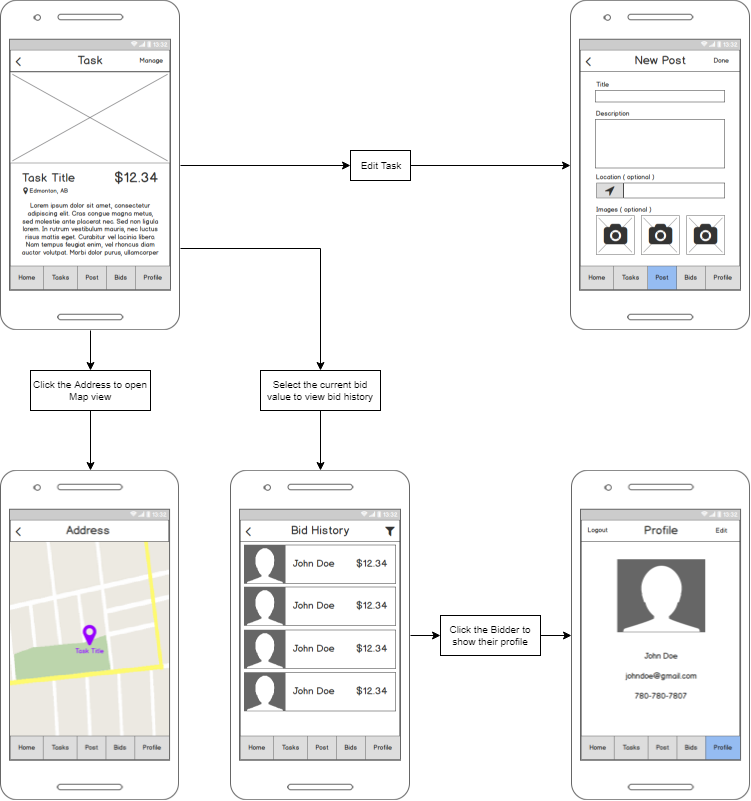 12:32
Task
Manage
Task Title
$12.34
Edmonton, AB
Lorem ipsum dolor sit amet, consectetur
adipiscing elit. Cras congue magna metus,
sed molestie ante placerat nec. Sed non ligula
lorem. In rutrum vestibulum mauris, nec luctus
risus mattis eget. Curabitur vel lacinia libero.
Nam tempus feugiat enim, vel rhoncus diam
auctor volutpat. Morbi dolor purus, ullamcorper
Home
Tasks
Post
Bids
Profile
Edit Task
12:32
New Post
Done
Title
Description
Location ( optional )
Images ( optional )
Home
Tasks
Post
Bids
Profile
Click the Address to open
Map view
Select the current bid
value to view bid history
12:32
Address
Task Title
Home
Tasks
Post
Bids
Profile
12:32
Bid History
John Doe
$12.34
John Doe
$12.34
John Doe
$12.34
John Doe
$12.34
Home
Tasks
Post
Bids
Profile
Click the Bidder to
show their profile
12:32
Logout
Profile
Edit
John Doe
johndoe@gmail.com
780-780-7807
Home
Tasks
Post
Bids
Profile